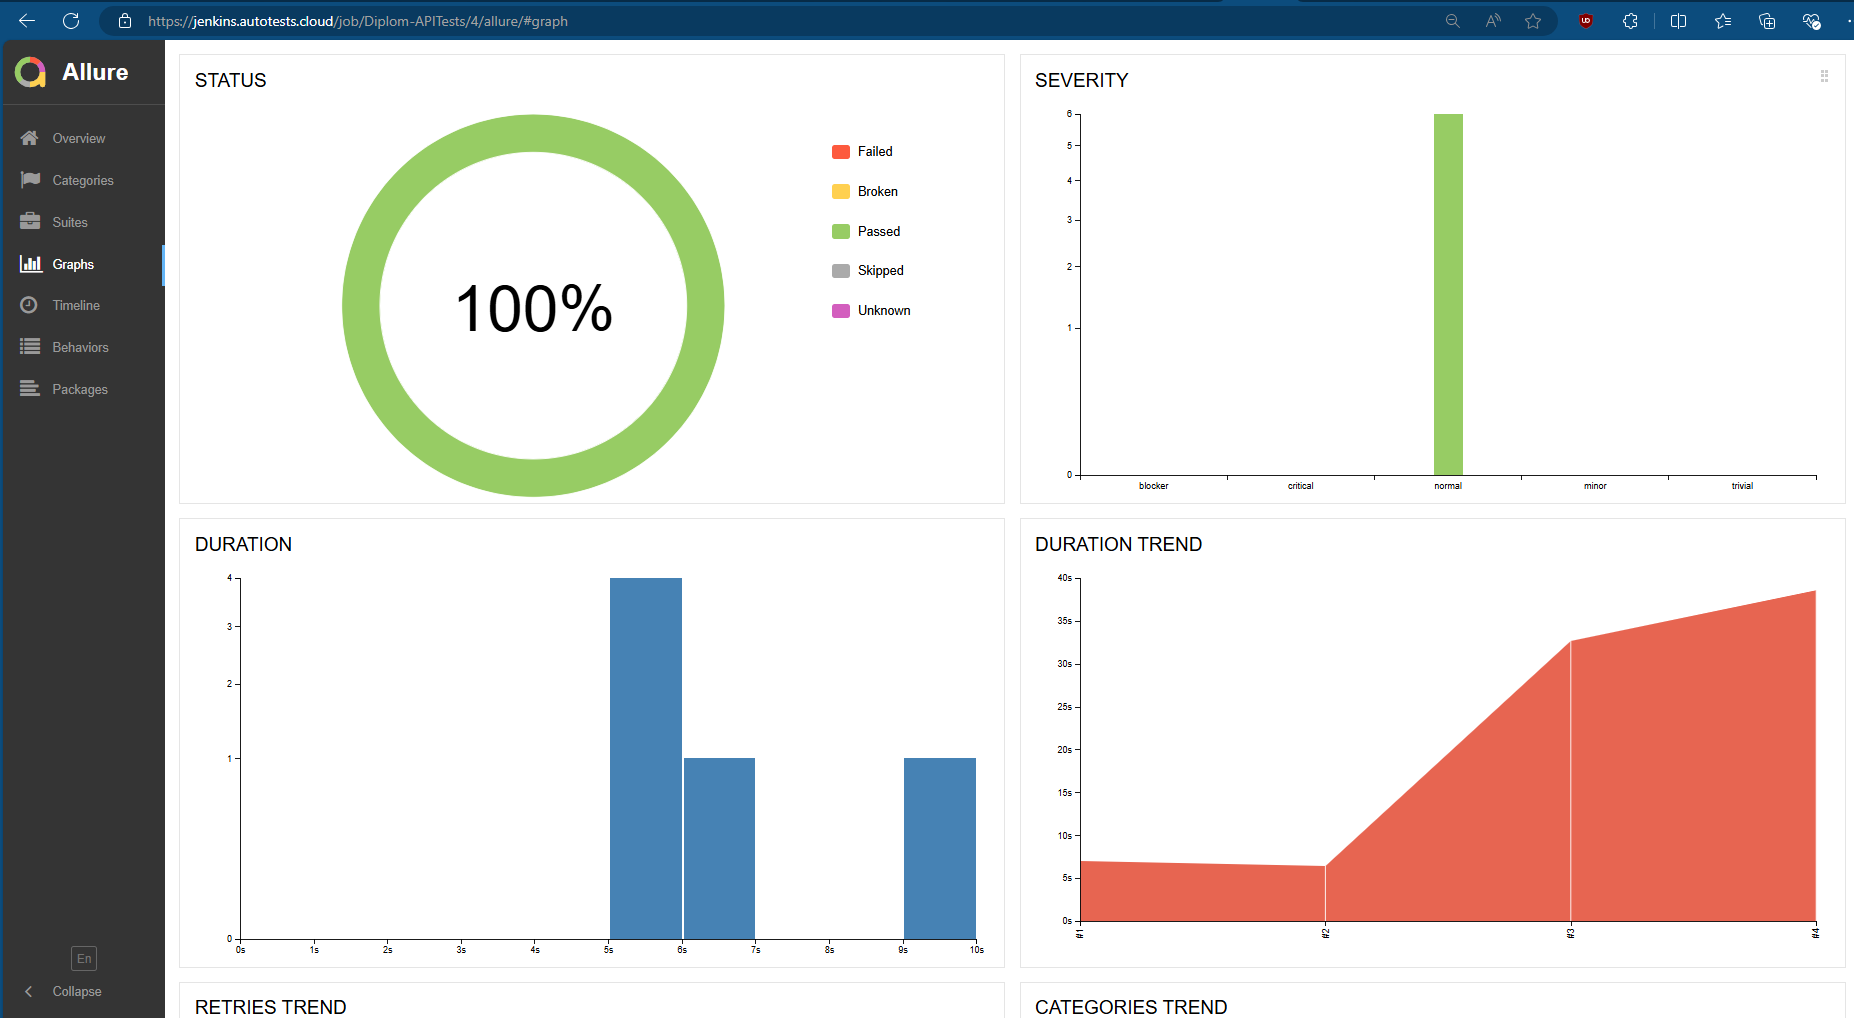 https://jenkins.autotests.cloud/job/Diplom-APITests/4/allure/#graph
Allure
Overview
Categories
Suites
Graphs
Timeline
Behaviors
Packages
En
Collapse
STATUS
100%
Failed
Broken
Passed
Skipped
Unknown
SEVERITY
6
5
4
3
2
1
0
blocker critical normal minor trivial
DURATION
4
3
2
1
0
0s 1s 2s 3s 4s 5s 6s 7s 8s 9s 10s
DURATION TREND
40s
35s
30s
25s
20s
15s
10s
5s
0s
#1 #2 #3 #4
RETRIES TREND
CATEGORIES TREND